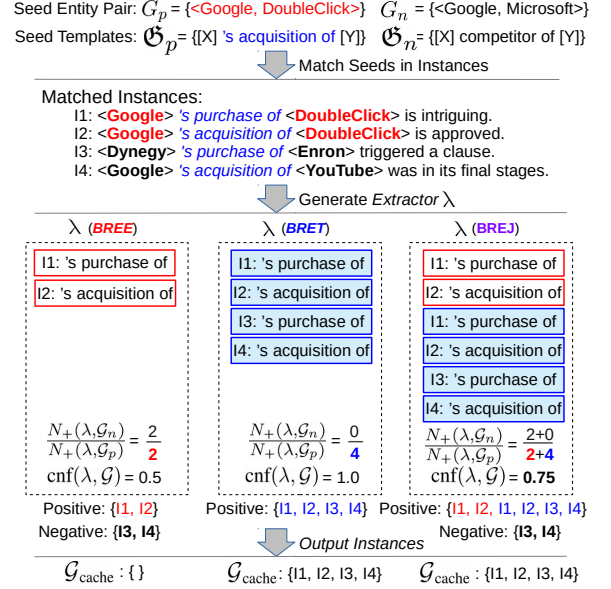 Seed Entity Pair: G_p = {<Google, DoubleClick>} G_n = {<Google, Microsoft>}
Seed Templates: 𝕲_p = {[X] 's acquisition of [Y]} 𝕲_n = {[X] competitor of [Y]}
Match Seeds in Instances
Matched Instances:
I1: <Google> 's purchase of <DoubleClick> is intriguing.
I2: <Google> 's acquisition of <DoubleClick> is approved.
I3: <Dynegy> 's purchase of <Enron> triggered a clause.
I4: <Google> 's acquisition of <YouTube> was in its final stages.
Generate Extractor λ
λ (BREE) λ (BRET) λ (BREJ)
I1: 's purchase of
I2: 's acquisition of
N₊(λ,𝒢_n) / N₊(λ,𝒢_p) = 2 / 2
cnf(λ, 𝒢) = 0.5
Positive: {I1, I2}
Negative: {I3, I4}
I1: 's purchase of
I2: 's acquisition of
I3: 's purchase of
I4: 's acquisition of
N₊(λ,𝒢_n) / N₊(λ,𝒢_p) = 0 / 4
cnf(λ, 𝒢) = 1.0
Positive: {I1, I2, I3, I4}
I1: 's purchase of
I2: 's acquisition of
I1: 's purchase of
I2: 's acquisition of
I3: 's purchase of
I4: 's acquisition of
N₊(λ,𝒢_n) / N₊(λ,𝒢_p) = 2+0 / 2+4
cnf(λ, 𝒢) = 0.75
Positive: {I1, I2, I1, I2, I3, I4}
Negative: {I3, I4}
Output Instances
𝒢_cache : { } 𝒢_cache : {I1, I2, I3, I4} 𝒢_cache : {I1, I2, I3, I4}